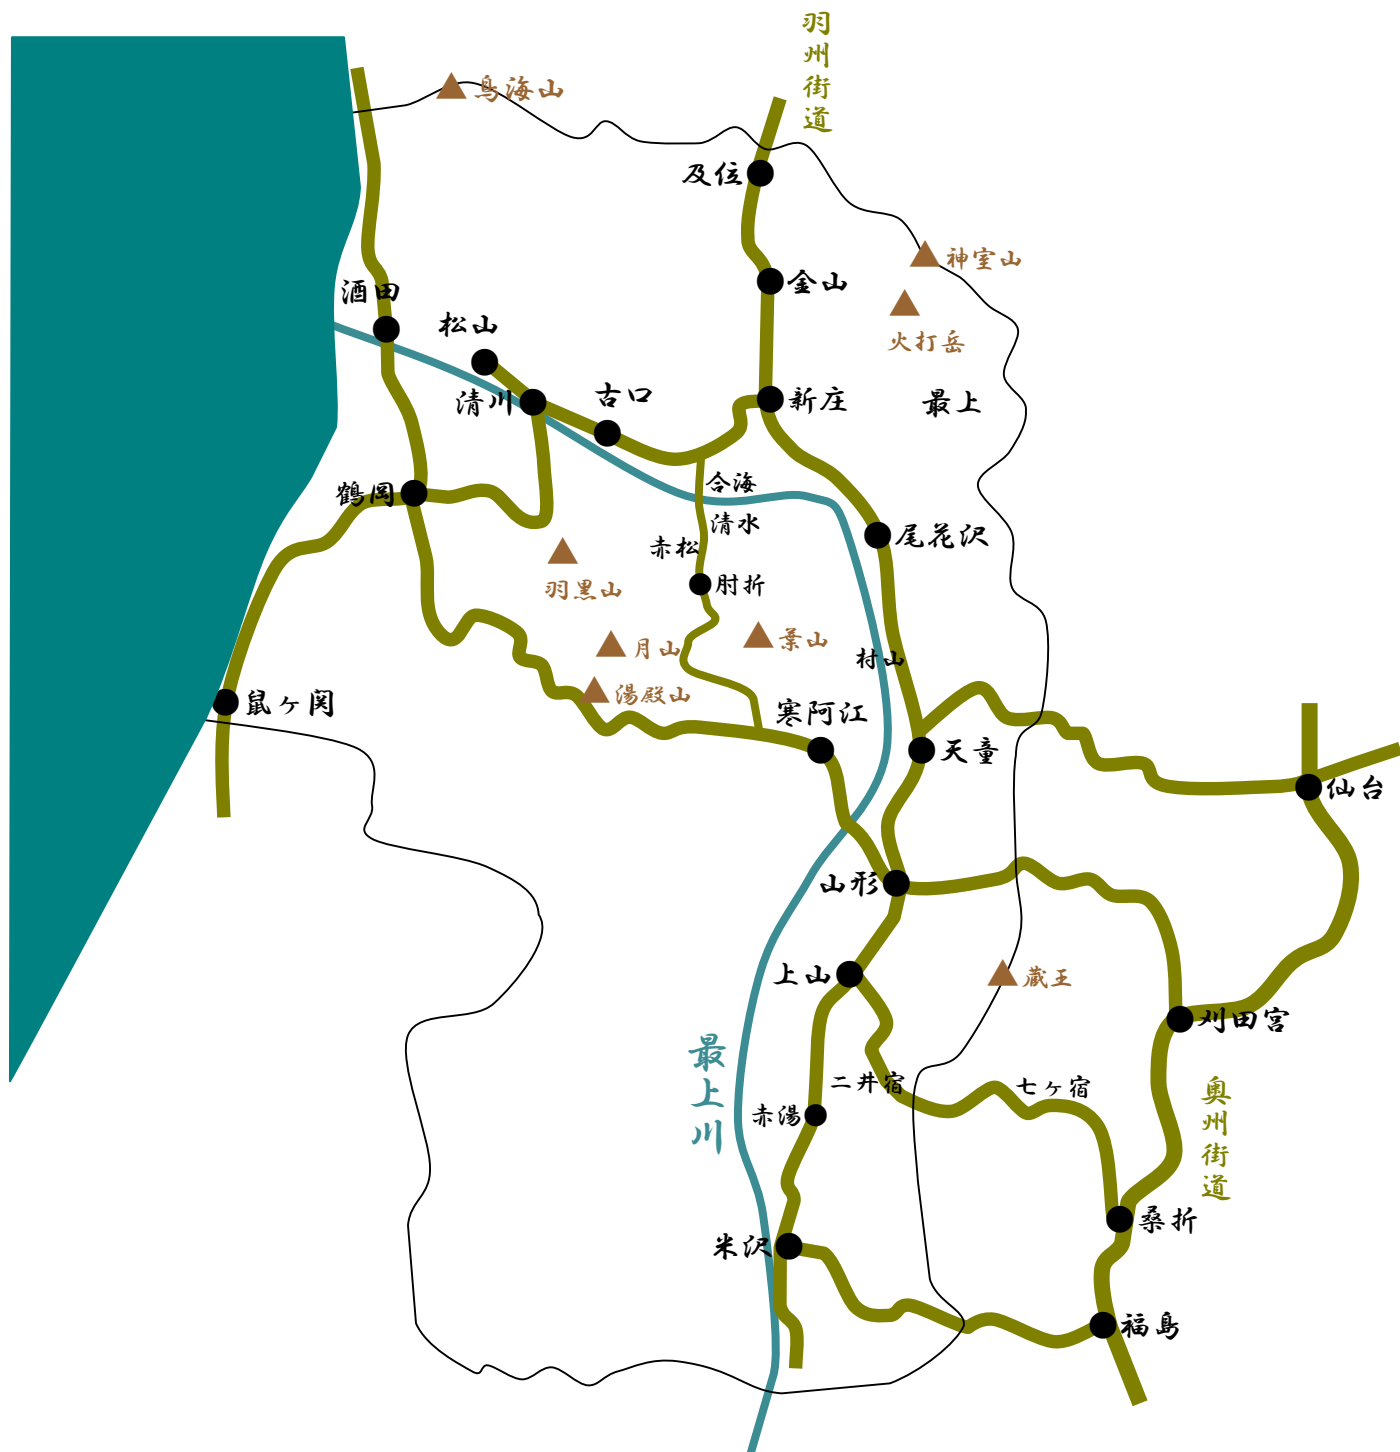 羽州街道
鳥海山
及位
神室山
金山
酒田
松山
火打岳
古口
清川
新庄
最上
合海
鶴岡
清水
尾花沢
赤松
肘折
羽黒山
月山
葉山
村山
湯殿山
鼠ヶ関
寒阿江
天童
仙台
山形
上山
蔵王
刈田宮
最上川
二井宿
七ヶ宿
奥州街道
赤湯
桑折
米沢
福島